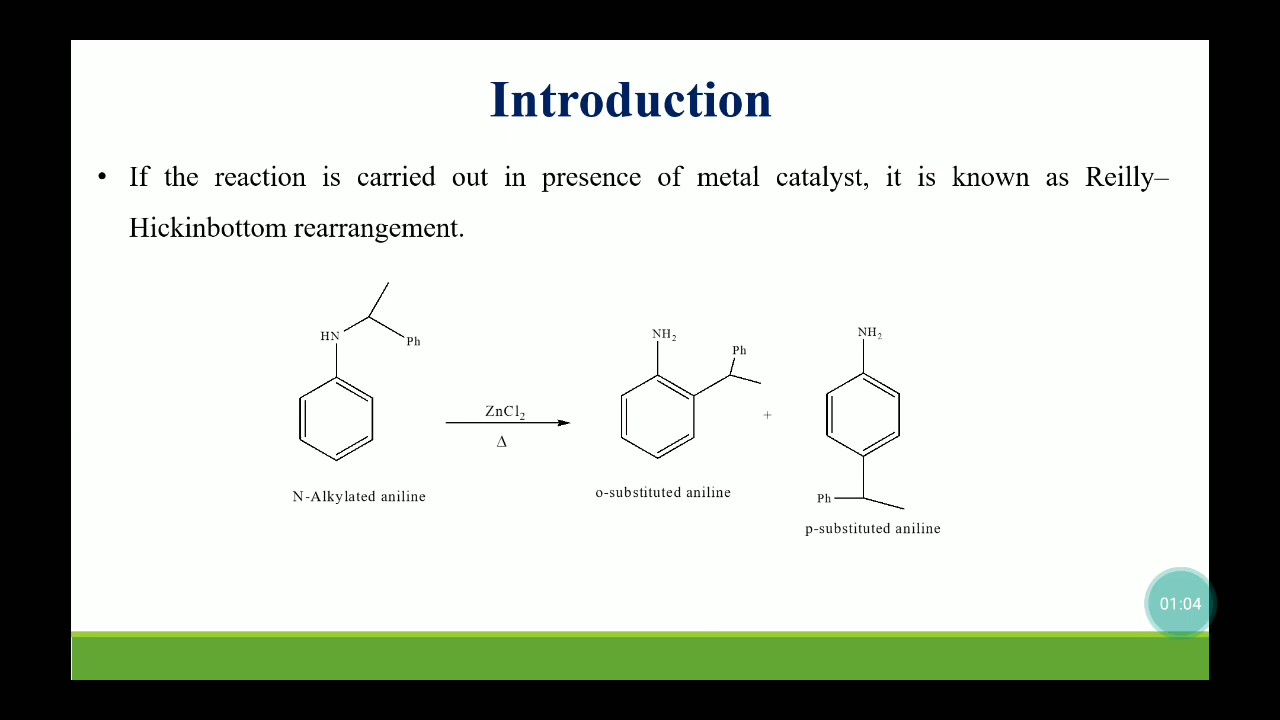 Introduction
• If the reaction is carried out in presence of metal catalyst, it is known as Reilly–
Hickinbottom rearrangement.
HN
Ph
ZnCl₂
Δ
N-Alkylated aniline
NH₂
Ph
o-substituted aniline
+
NH₂
Ph
p-substituted aniline
01:04